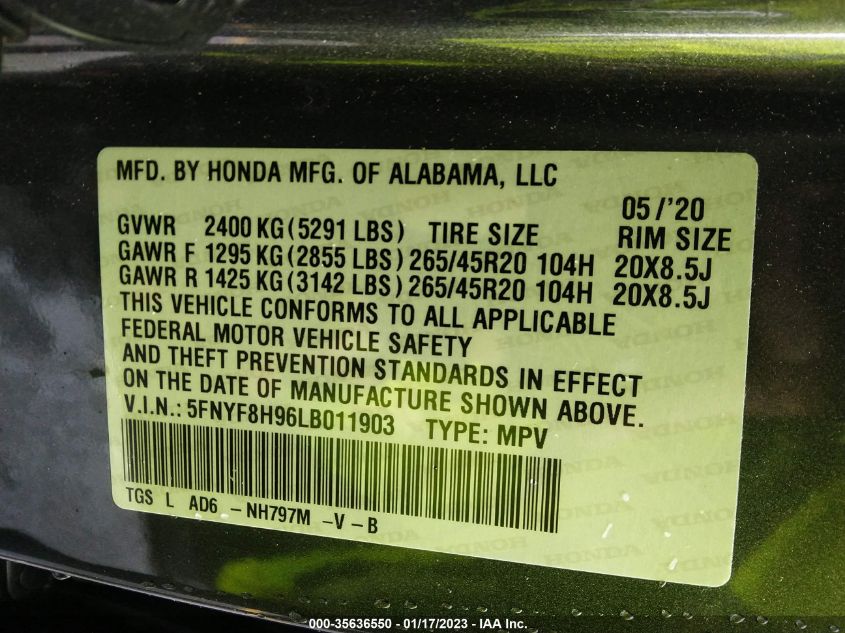 MFD. BY HONDA MFG. OF ALABAMA, LLC
05/'20
GVWR 2400 KG (5291 LBS) TIRE SIZE RIM SIZE
GAWR F 1295 KG (2855 LBS) 265/45R20 104H 20X8.5J
GAWR R 1425 KG (3142 LBS) 265/45R20 104H 20X8.5J
THIS VEHICLE CONFORMS TO ALL APPLICABLE
FEDERAL MOTOR VEHICLE SAFETY
AND THEFT PREVENTION STANDARDS IN EFFECT
ON THE DATE OF MANUFACTURE SHOWN ABOVE.
V.I.N.: 5FNYF8H96LB011903 TYPE: MPV
TGS L AD6 -NH797M -V-B
000-35636550 - 01/17/2023 - IAA Inc.